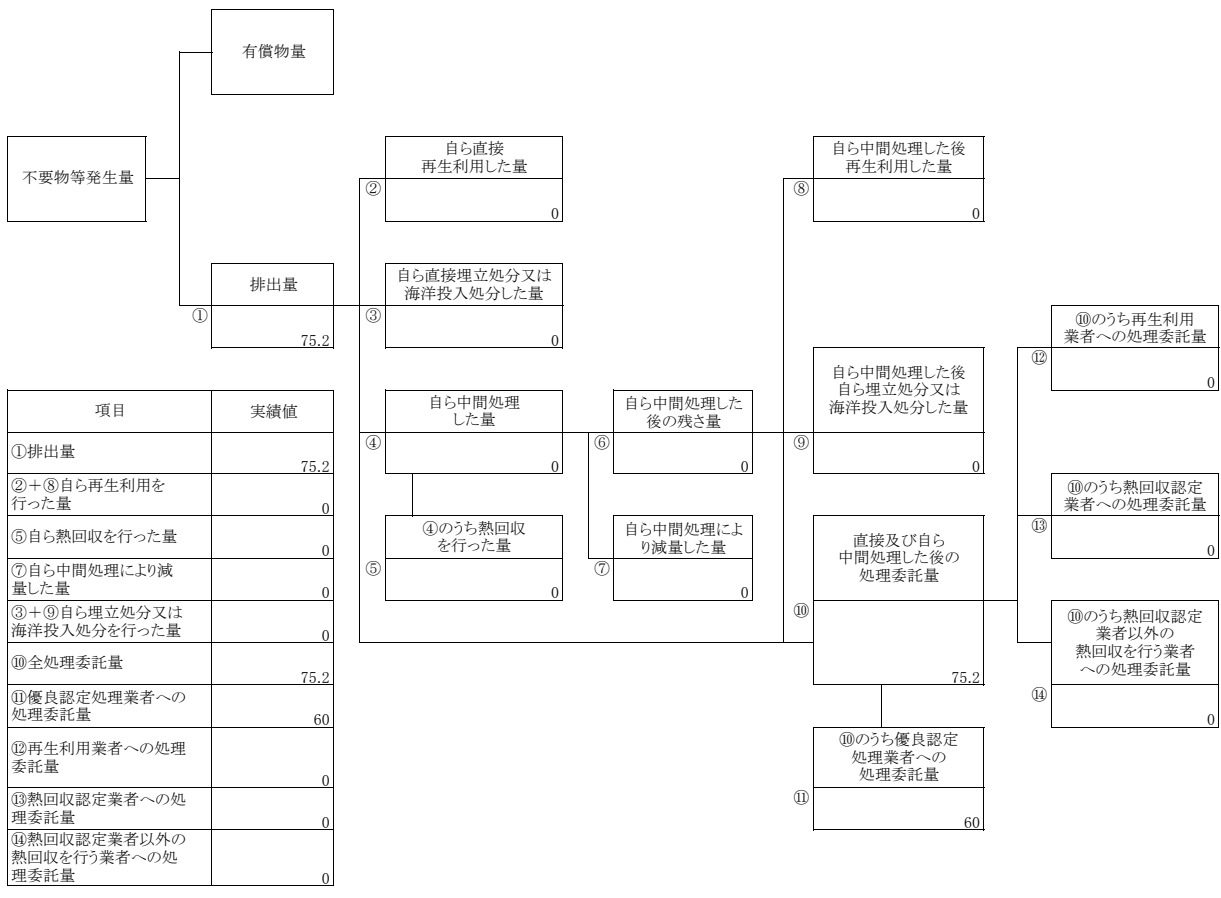 有償物量
不要物等発生量
排出量
①
75.2
自ら直接
再生利用した量
②
0
自ら直接埋立処分又は
海洋投入処分した量
③
0
自ら中間処理
した量
④
0
④のうち熱回収
を行った量
⑤
0
自ら中間処理した
後の残さ量
⑥
0
自ら中間処理によ
り減量した量
⑦
0
自ら中間処理した後
再生利用した量
⑧
0
自ら中間処理した後
自ら埋立処分又は
海洋投入処分した量
⑨
0
直接及び自ら
中間処理した後の
処理委託量
⑩
75.2
⑩のうち優良認定
処理業者への
処理委託量
⑪
60
⑩のうち再生利用
業者への処理委託量
⑫
0
⑩のうち熱回収認定
業者への処理委託量
⑬
0
⑩のうち熱回収認定
業者以外の
熱回収を行う業者
への処理委託量
⑭
0
項目 実績値
①排出量
75.2
②＋⑧自ら再生利用を
行った量
0
⑤自ら熱回収を行った量
0
⑦自ら中間処理により減
量した量
0
③＋⑨自ら埋立処分又は
海洋投入処分を行った量
0
⑩全処理委託量
75.2
⑪優良認定処理業者への
処理委託量
60
⑫再生利用業者への処理
委託量
0
⑬熱回収認定業者への処
理委託量
0
⑭熱回収認定業者以外の
熱回収を行う業者への処
理委託量
0